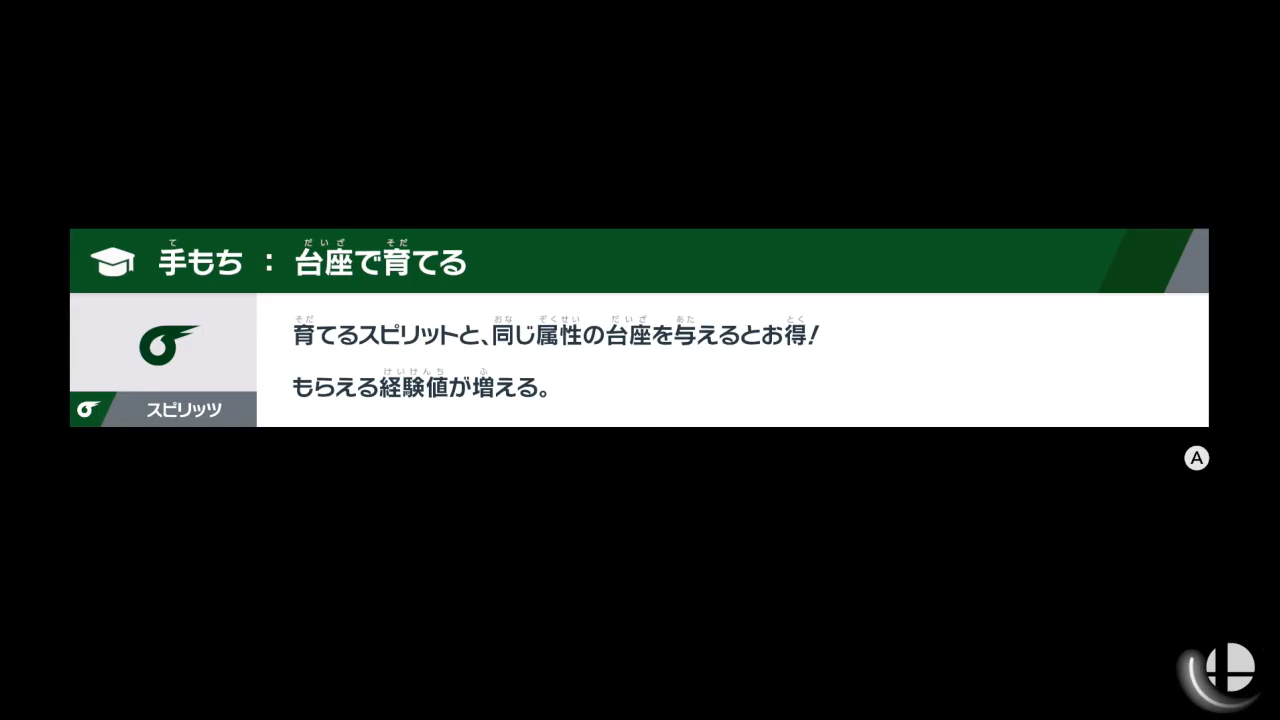 手もち : 台座で育てる
育てるスピリットと、同じ属性の台座を与えるとお得!
もらえる経験値が増える。
スピリッツ
A